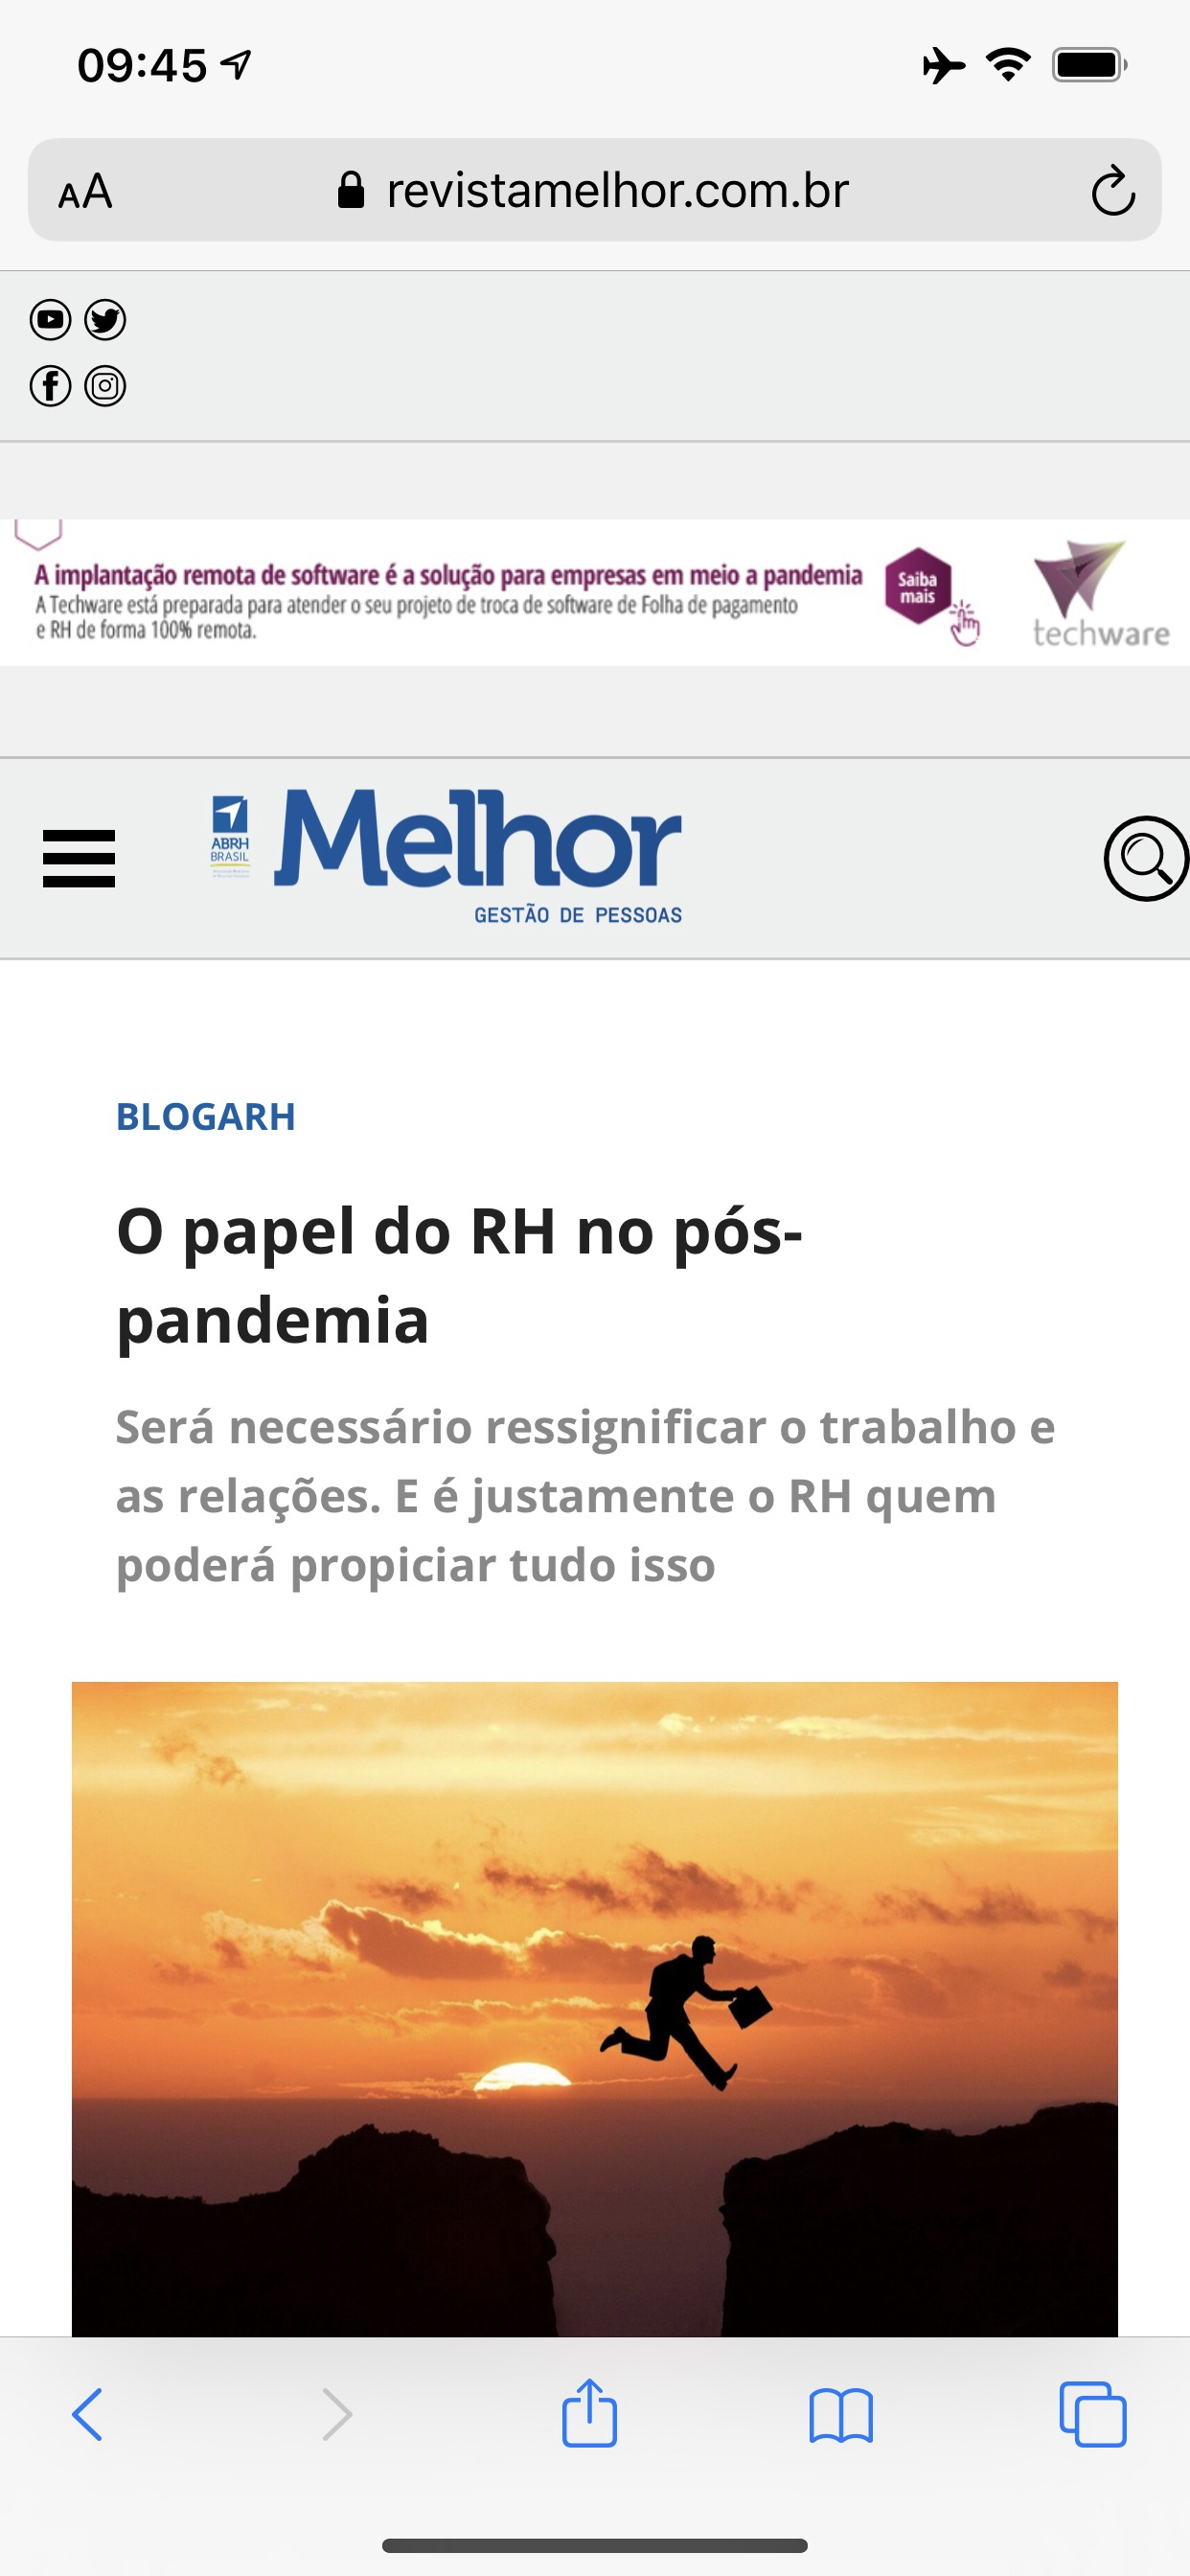 09:45
AA
revistamelhor.com.br
A implantação remota de software é a solução para empresas em meio a pandemia
A Techware está preparada para atender o seu projeto de troca de software de Folha de pagamento
e RH de forma 100% remota.
Saiba
mais
techware
ABRH
BRASIL
Melhor
GESTÃO DE PESSOAS
BLOGARH
O papel do RH no pós-
pandemia
Será necessário ressignificar o trabalho e
as relações. E é justamente o RH quem
poderá propiciar tudo isso